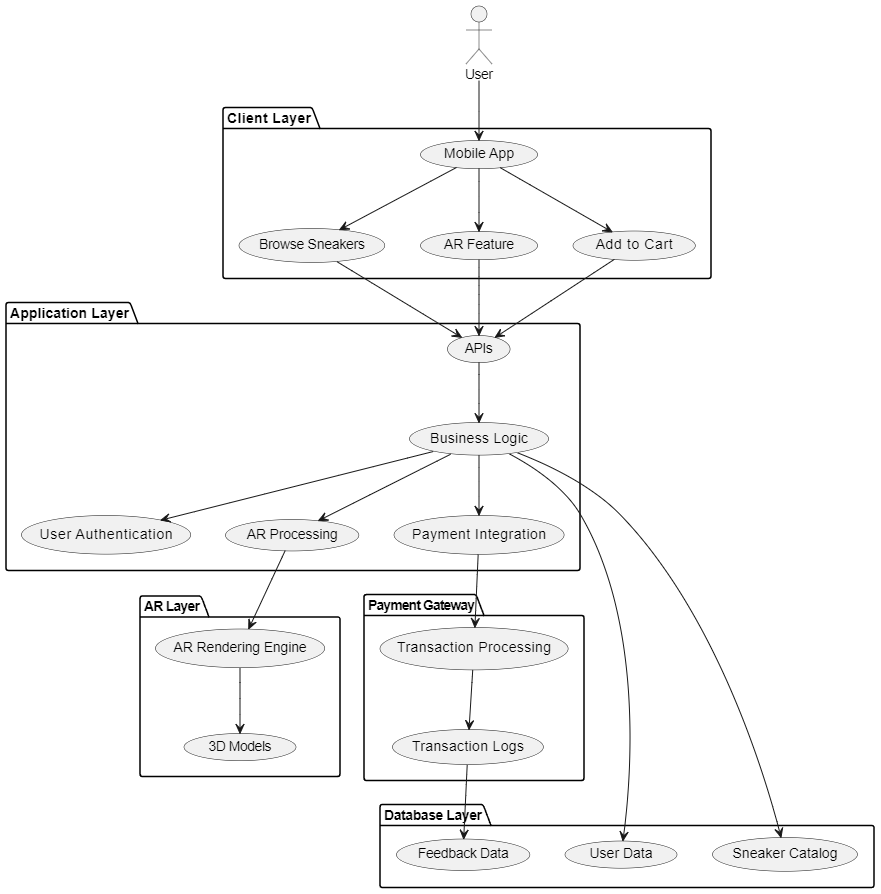 User
Client Layer
Mobile App
Browse Sneakers
AR Feature
Add to Cart
Application Layer
APIs
Business Logic
User Authentication
AR Processing
Payment Integration
AR Layer
Payment Gateway
AR Rendering Engine
Transaction Processing
3D Models
Transaction Logs
Database Layer
Feedback Data
User Data
Sneaker Catalog